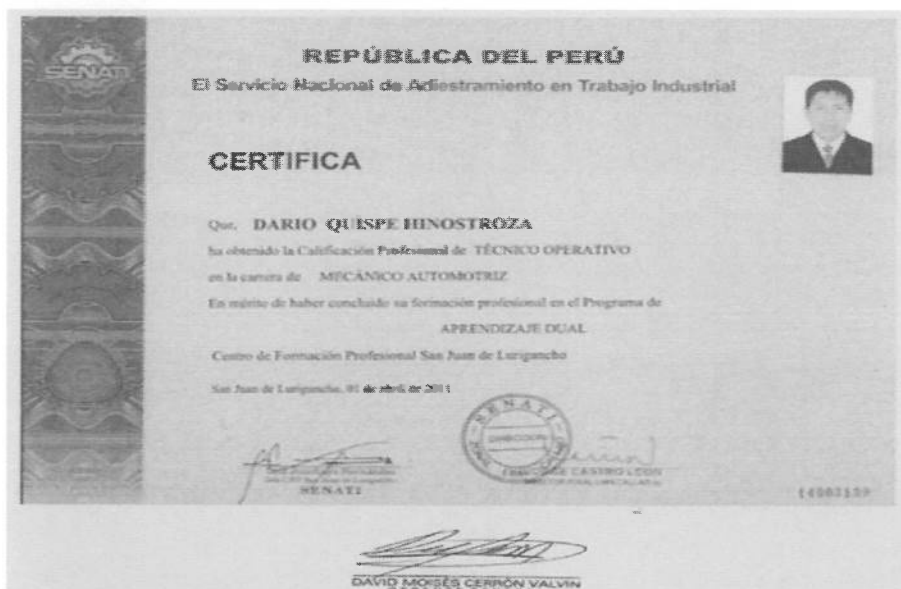 SENATI
REPÚBLICA DEL PERÚ
El Servicio Nacional de Adiestramiento en Trabajo Industrial
CERTIFICA
Que, DARIO QUISPE HINOSTROZA
ha obtenido la Calificación Profesional de TÉCNICO OPERATIVO
en la carrera de MECÁNICO AUTOMOTRIZ
En mérito de haber concluido su formación profesional en el Programa de
APRENDIZAJE DUAL
Centro de Formación Profesional San Juan de Lurigancho
San Juan de Lurigancho, 01 de abril de 2011
SENATI
DIRECCION
CASTRO LEON
SENATI
14003159
DAVID MOISÉS CERRÓN VALVIN